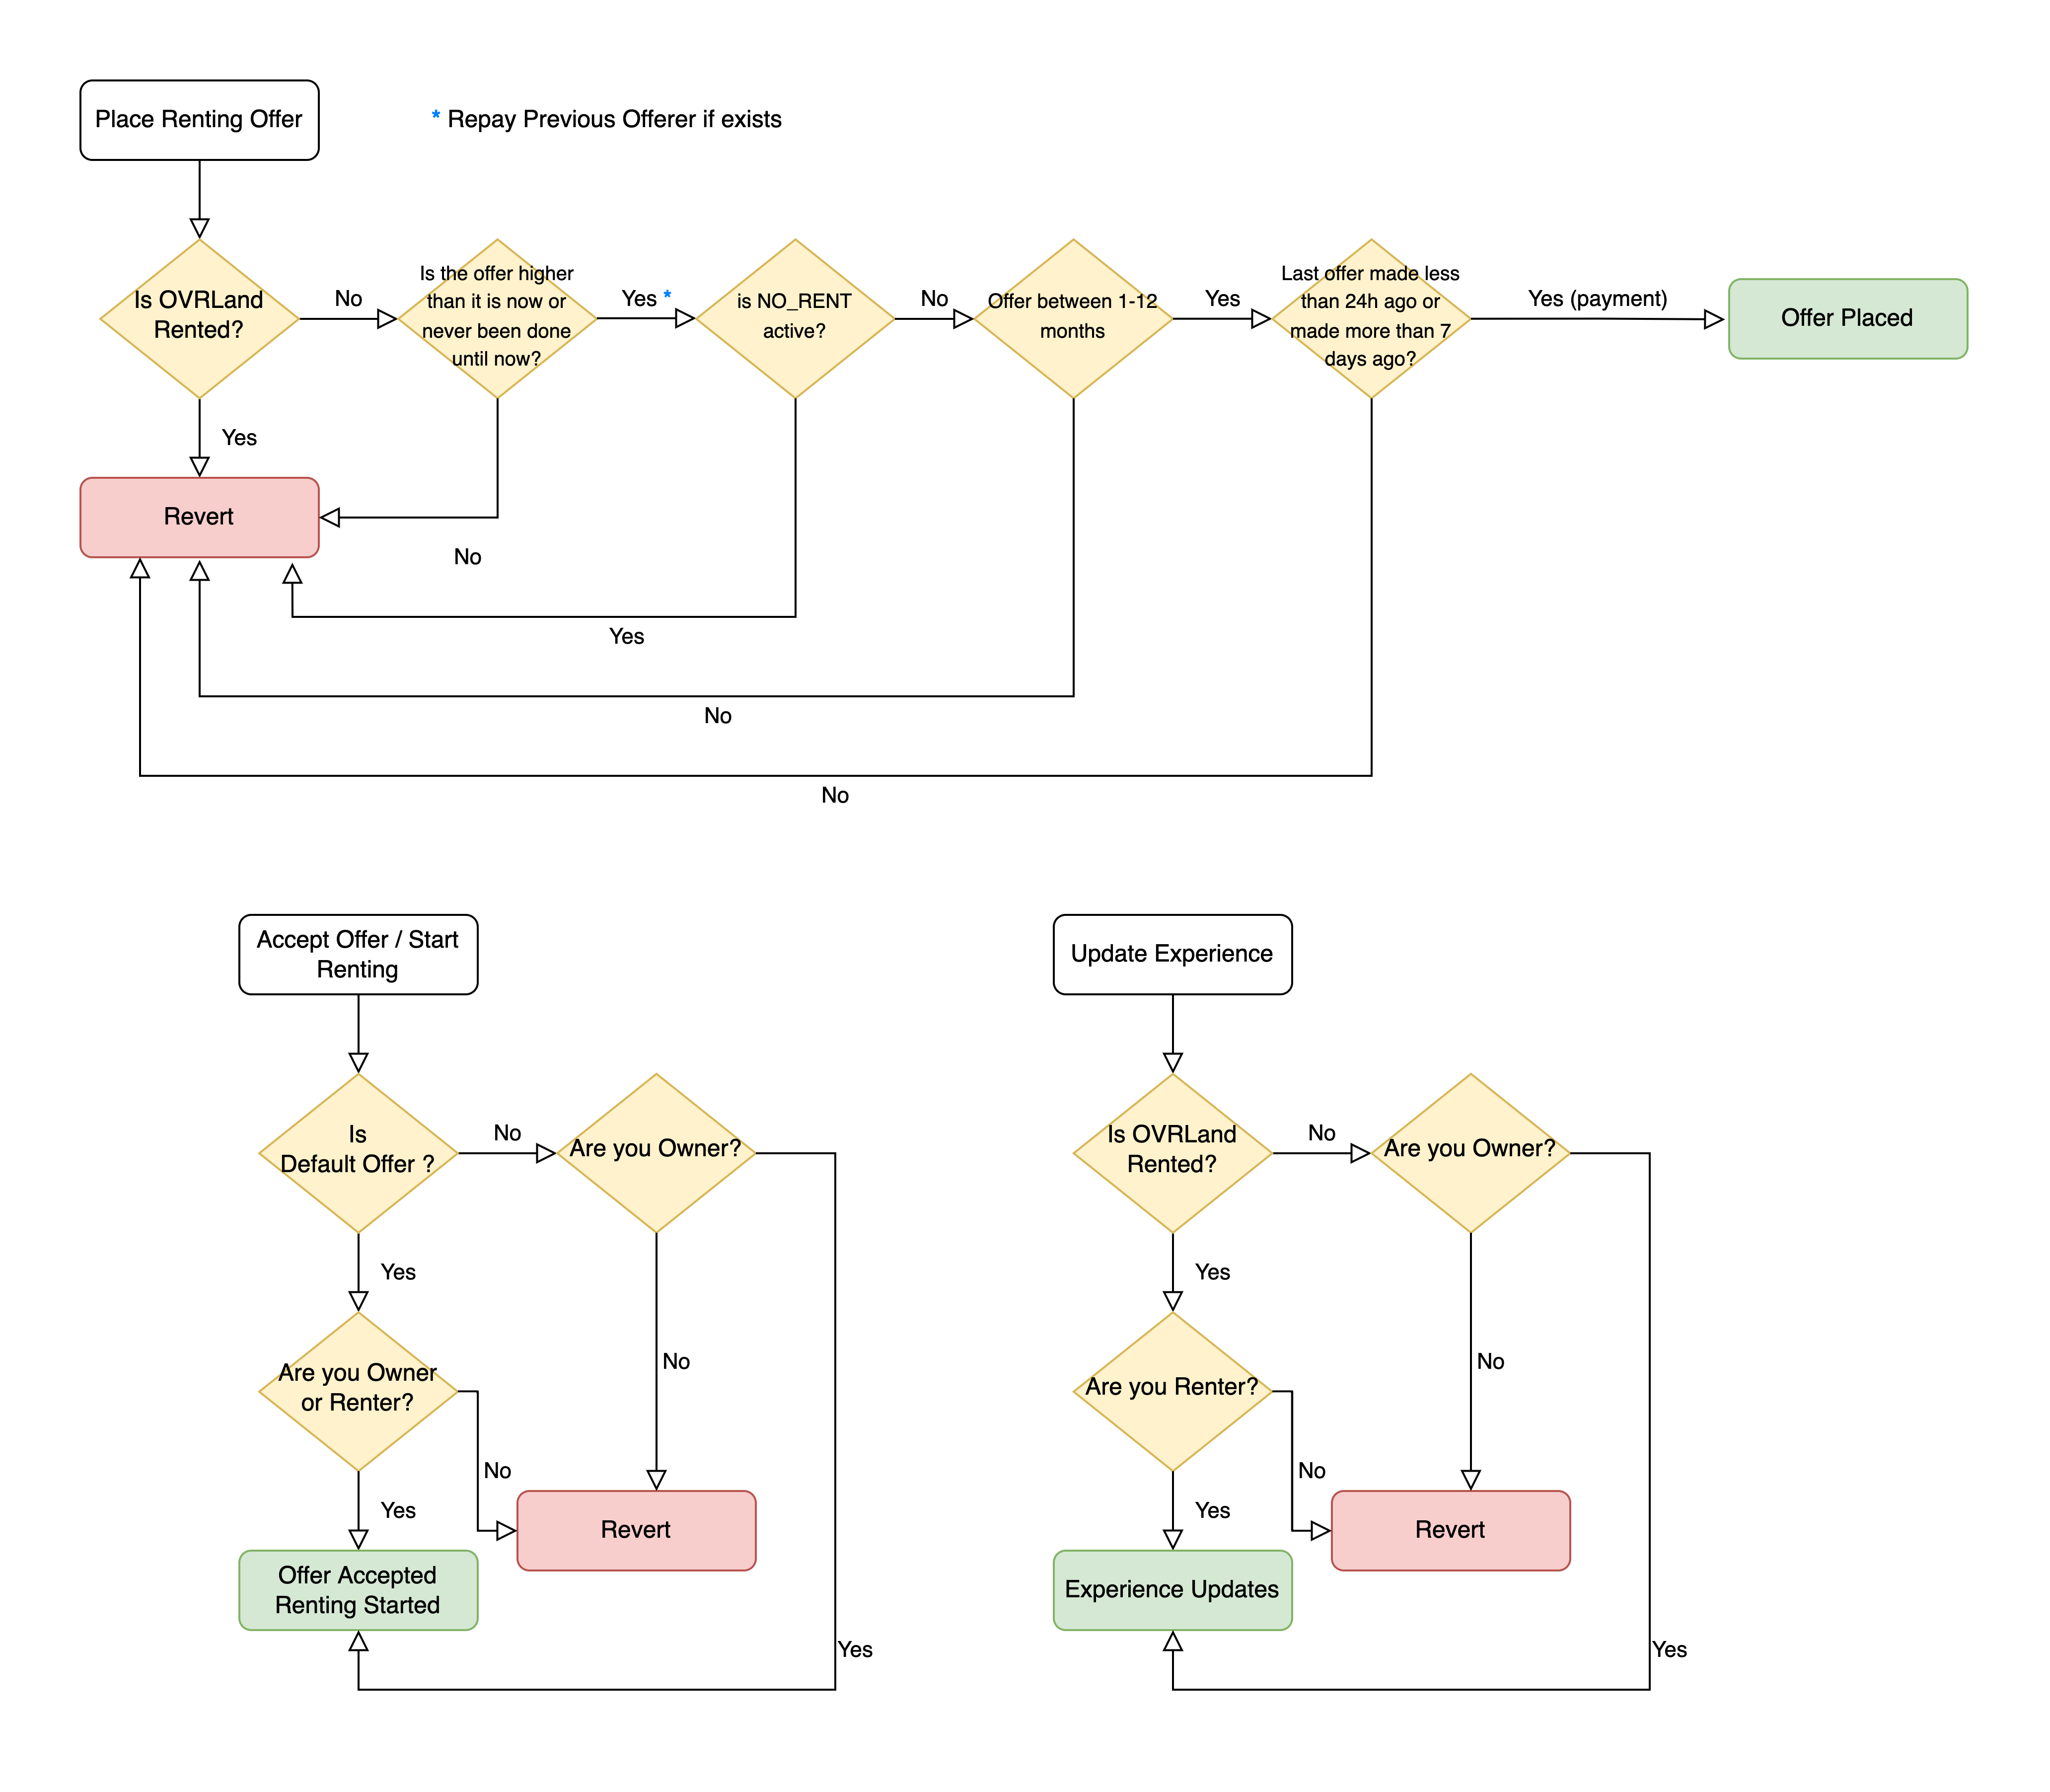 Place Renting Offer
* Repay Previous Offerer if exists
Is OVRLand
Rented?
No
Is the offer higher
than it is now or
never been done
until now?
Yes *
is NO_RENT
active?
No
Offer between 1-12
months
Yes
Last offer made less
than 24h ago or
made more than 7
days ago?
Yes (payment)
Offer Placed
Yes
Revert
No
Yes
No
No
Accept Offer / Start
Renting
Is
Default Offer ?
No
Are you Owner?
Yes
Are you Owner
or Renter?
No
No
Yes
Revert
Offer Accepted
Renting Started
Yes
Update Experience
Is OVRLand
Rented?
No
Are you Owner?
Yes
Are you Renter?
No
No
Yes
Revert
Experience Updates
Yes